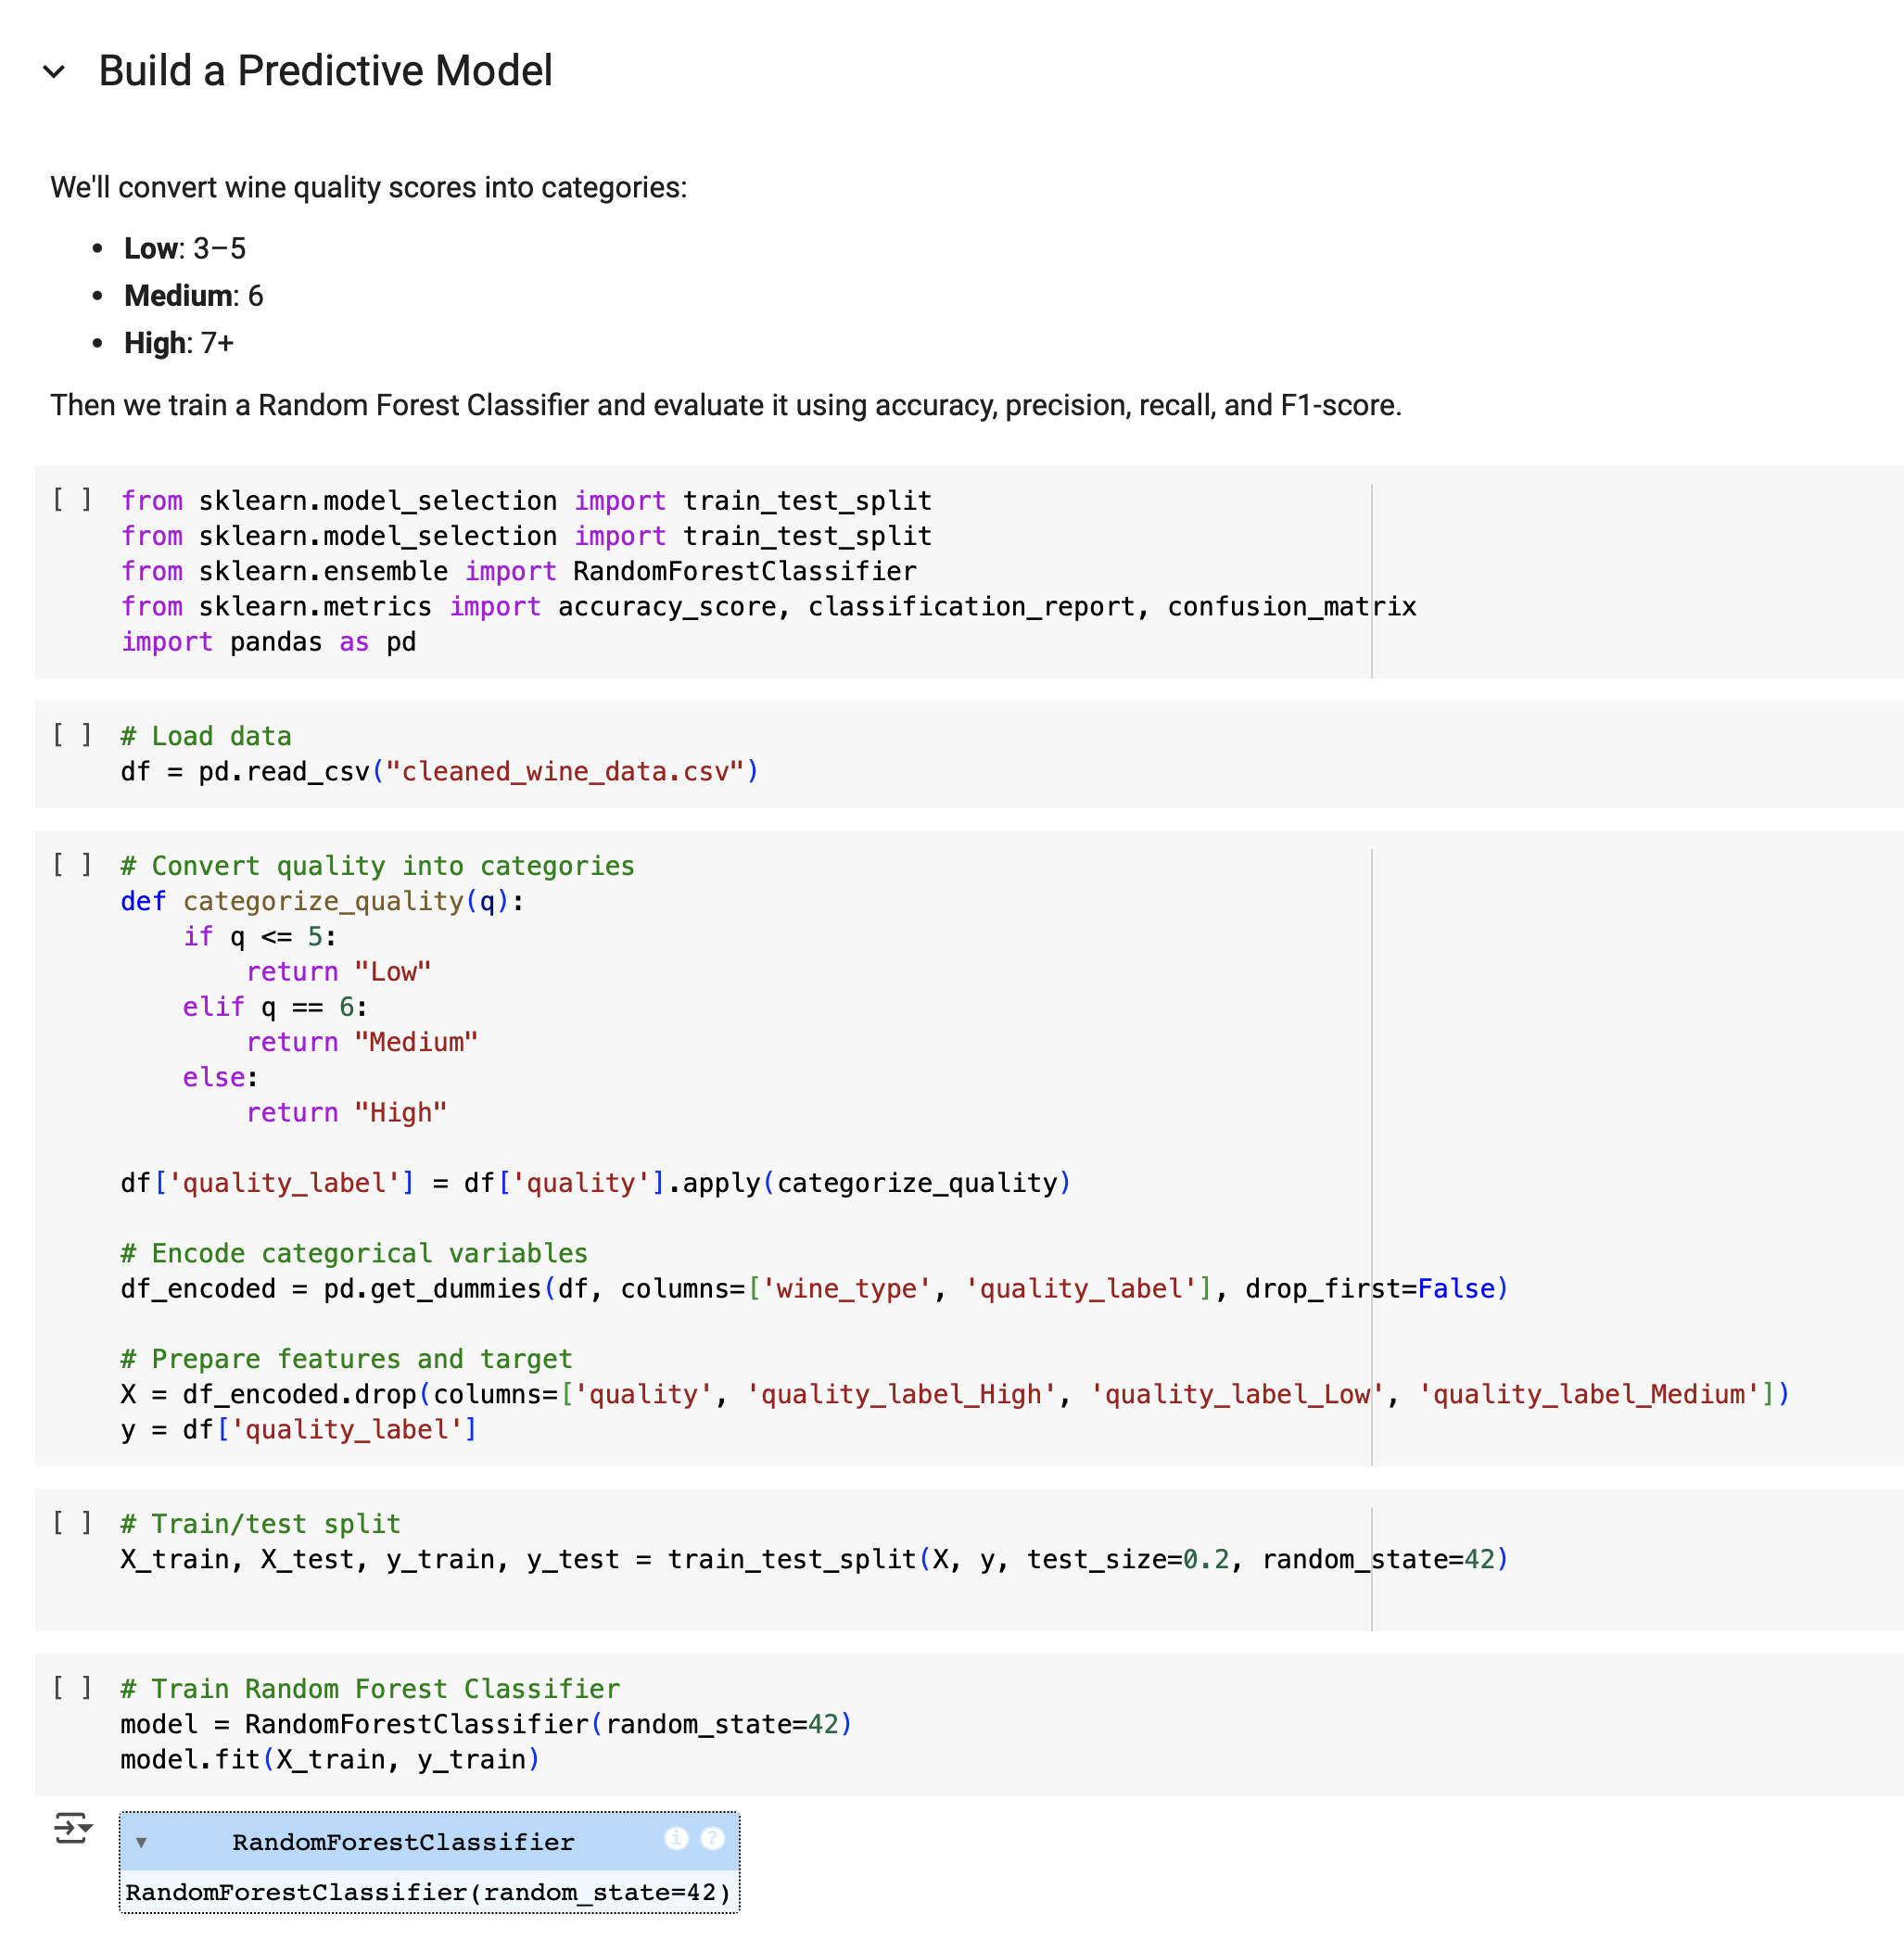 Build a Predictive Model
We'll convert wine quality scores into categories:
• Low: 3–5
• Medium: 6
• High: 7+
Then we train a Random Forest Classifier and evaluate it using accuracy, precision, recall, and F1-score.
[ ] from sklearn.model_selection import train_test_split
from sklearn.model_selection import train_test_split
from sklearn.ensemble import RandomForestClassifier
from sklearn.metrics import accuracy_score, classification_report, confusion_matrix
import pandas as pd
[ ] # Load data
df = pd.read_csv("cleaned_wine_data.csv")
[ ] # Convert quality into categories
def categorize_quality(q):
    if q <= 5:
        return "Low"
    elif q == 6:
        return "Medium"
    else:
        return "High"
df['quality_label'] = df['quality'].apply(categorize_quality)
# Encode categorical variables
df_encoded = pd.get_dummies(df, columns=['wine_type', 'quality_label'], drop_first=False)
# Prepare features and target
X = df_encoded.drop(columns=['quality', 'quality_label_High', 'quality_label_Low', 'quality_label_Medium'])
y = df['quality_label']
[ ] # Train/test split
X_train, X_test, y_train, y_test = train_test_split(X, y, test_size=0.2, random_state=42)
[ ] # Train Random Forest Classifier
model = RandomForestClassifier(random_state=42)
model.fit(X_train, y_train)
▼ RandomForestClassifier i ?
RandomForestClassifier(random_state=42)